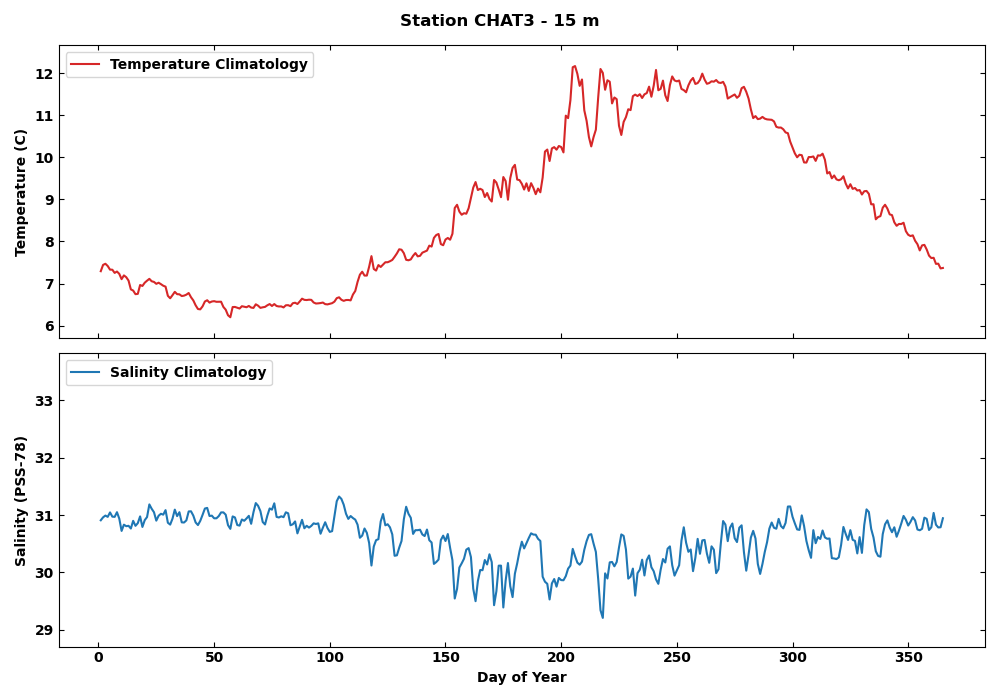 Station CHAT3 - 15 m
Temperature Climatology
Temperature (C)
12
11
10
9
8
7
6
Salinity Climatology
Salinity (PSS-78)
33
32
31
30
29
0 50 100 150 200 250 300 350
Day of Year